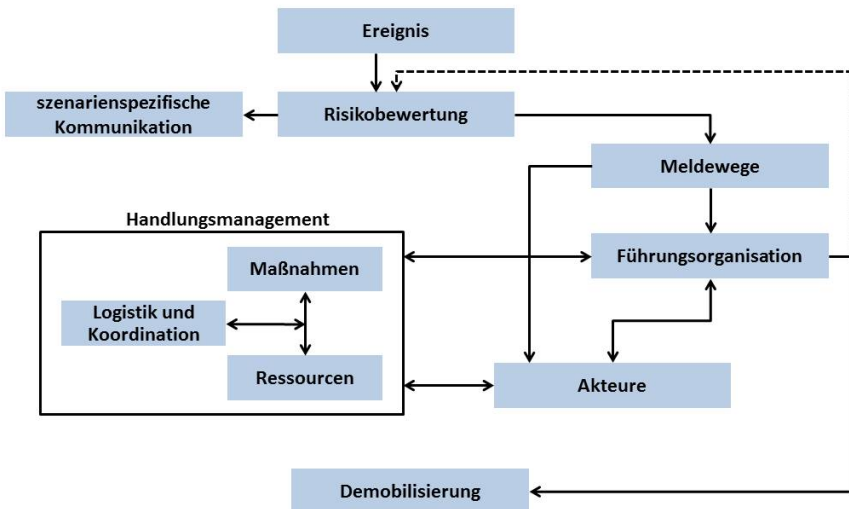 Ereignis
szenarienspezifische
Kommunikation
Risikobewertung
Meldewege
Handlungsmanagement
Führungsorganisation
Maßnahmen
Logistik und
Koordination
Ressourcen
Akteure
Demobilisierung